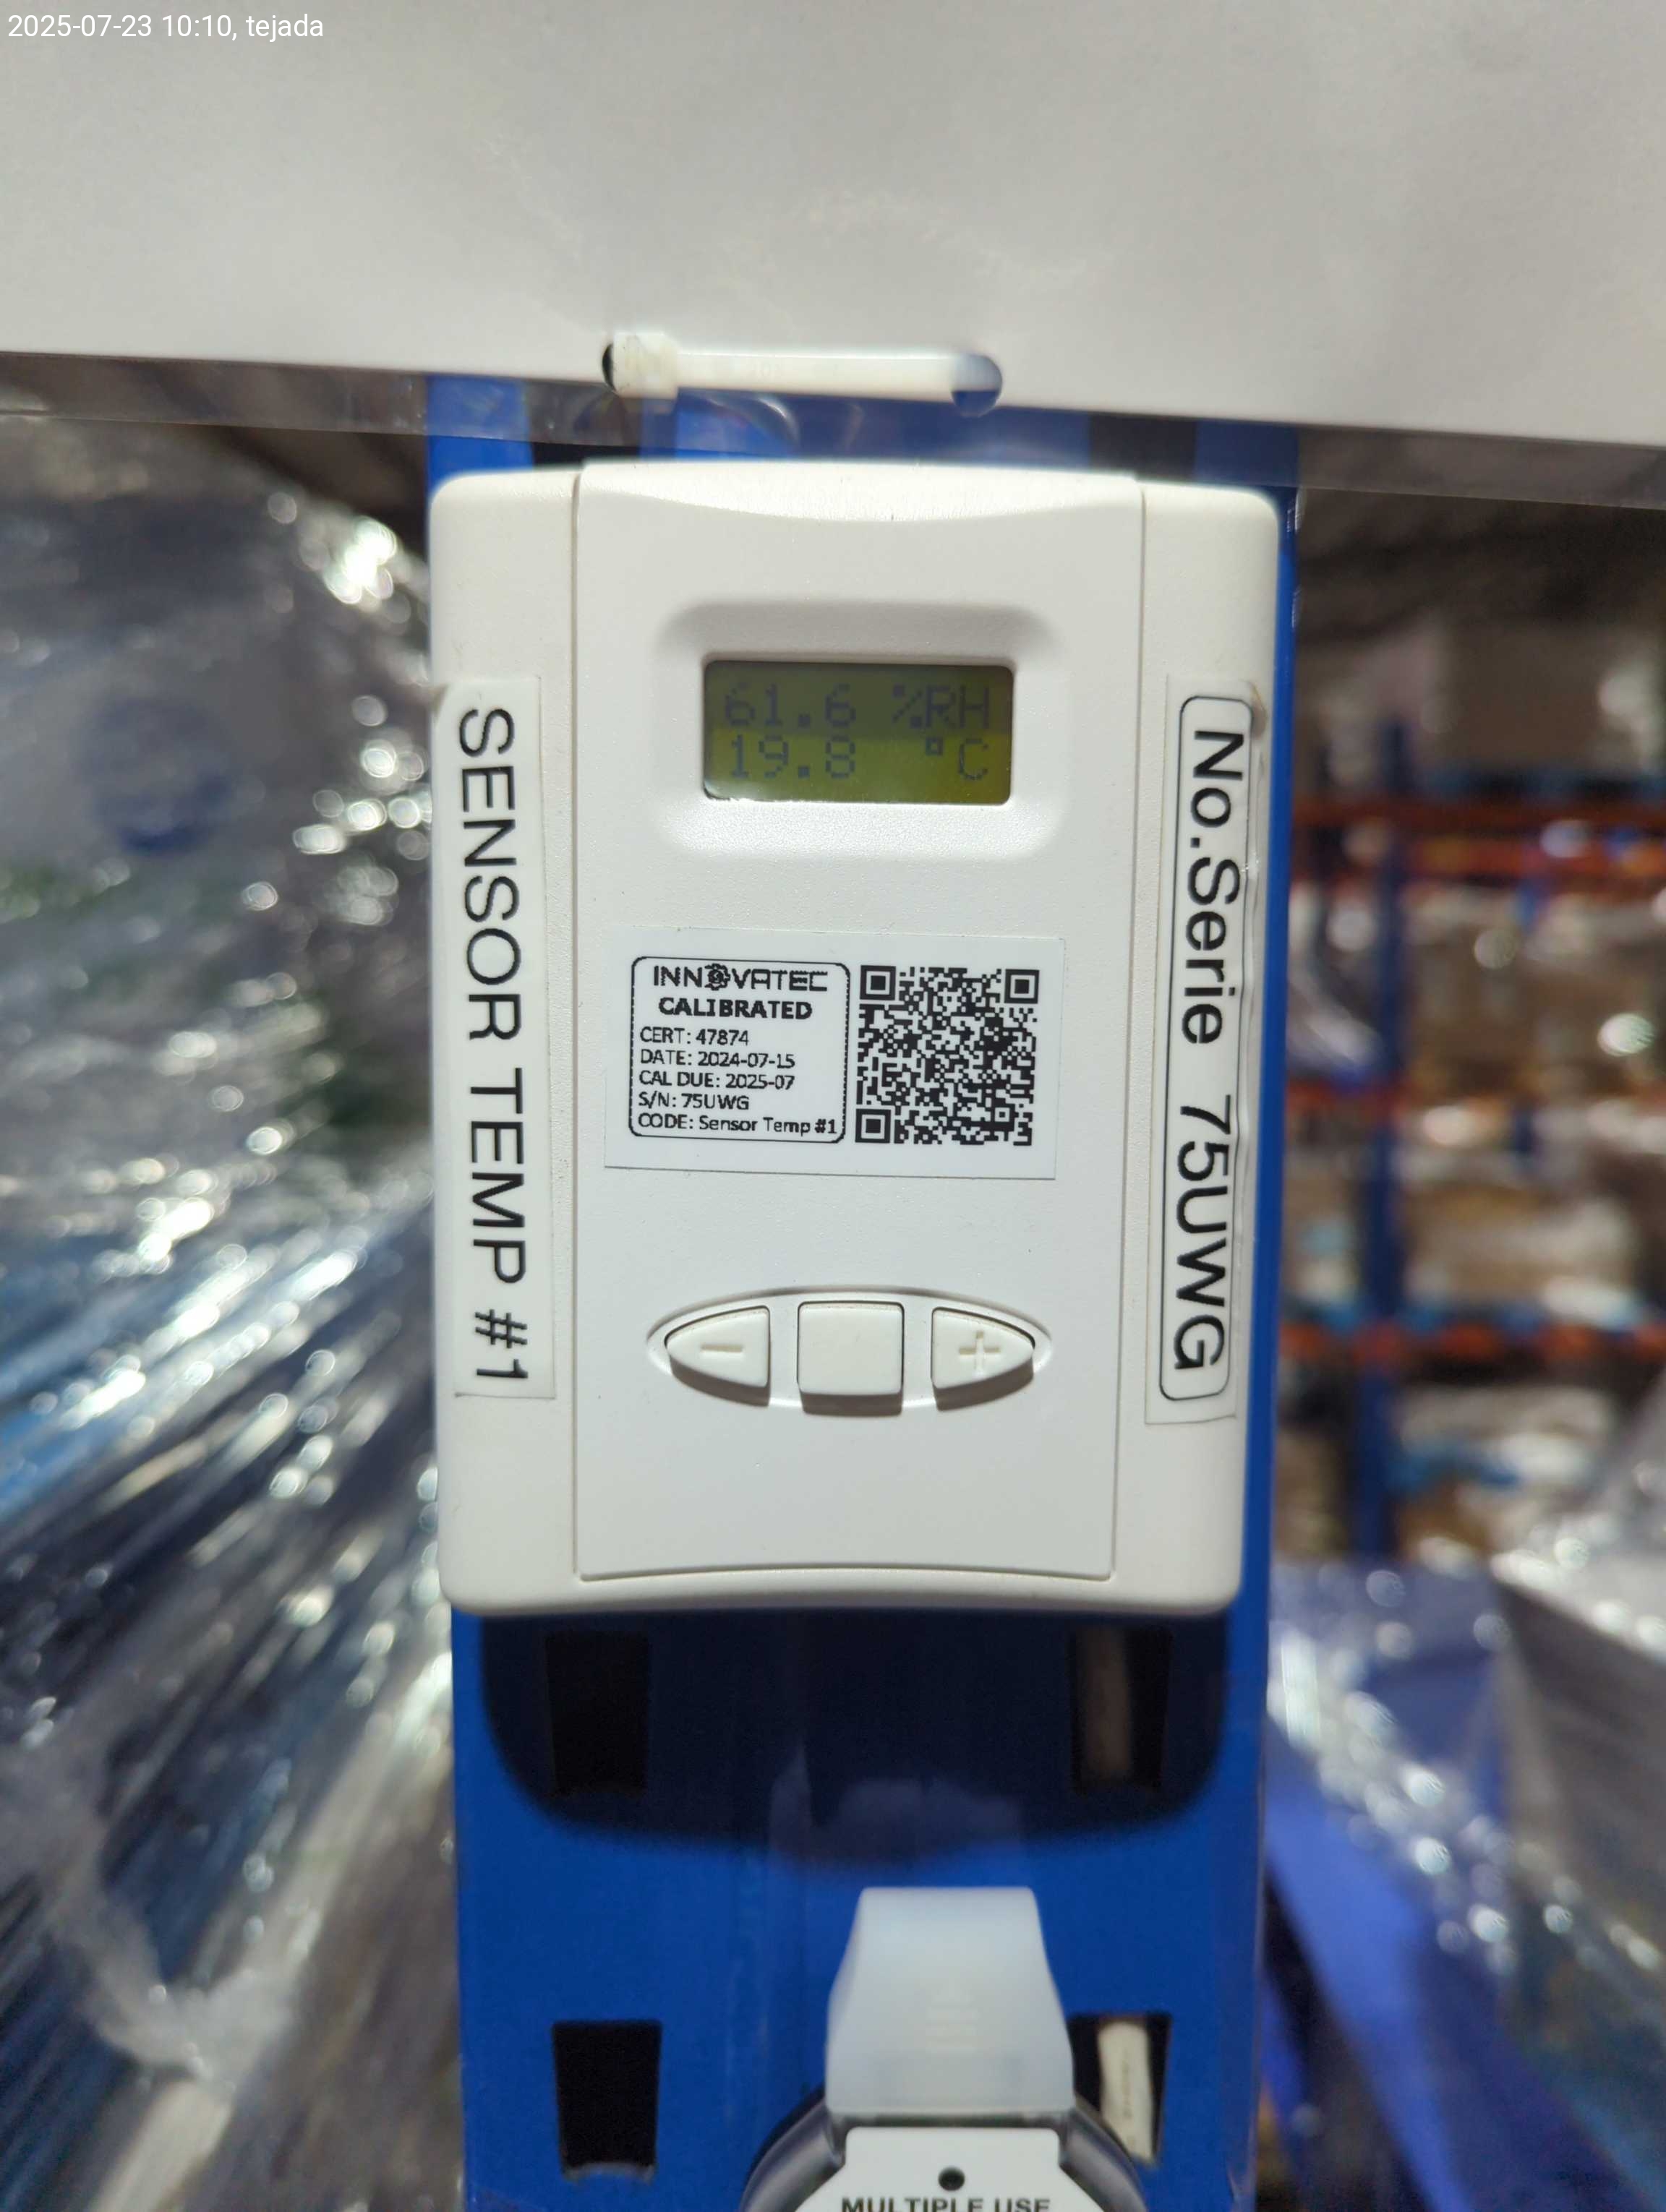 2025-07-23 10:10, tejada
61.6 %RH
19.8 °C
SENSOR TEMP #1
INNOVATEC
CALIBRATED
CERT: 47874
DATE: 2024-07-15
CAL DUE: 2025-07
S/N: 75UWG
CODE: Sensor Temp #1
No.Serie 75UWG
MULTIPLE USE